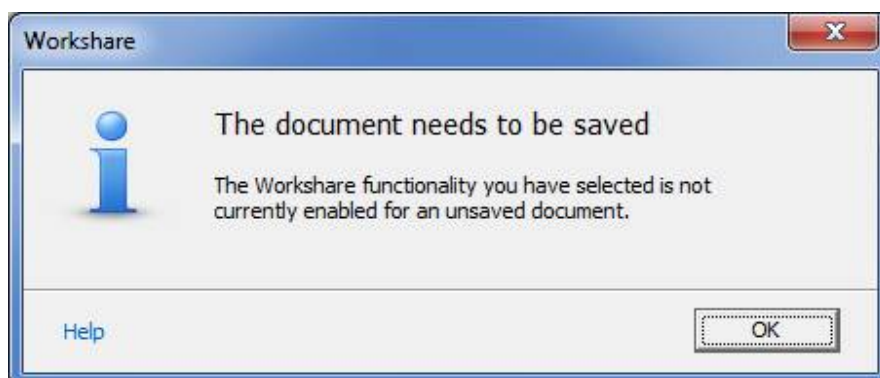 Workshare
The document needs to be saved
The Workshare functionality you have selected is not
currently enabled for an unsaved document.
Help
OK